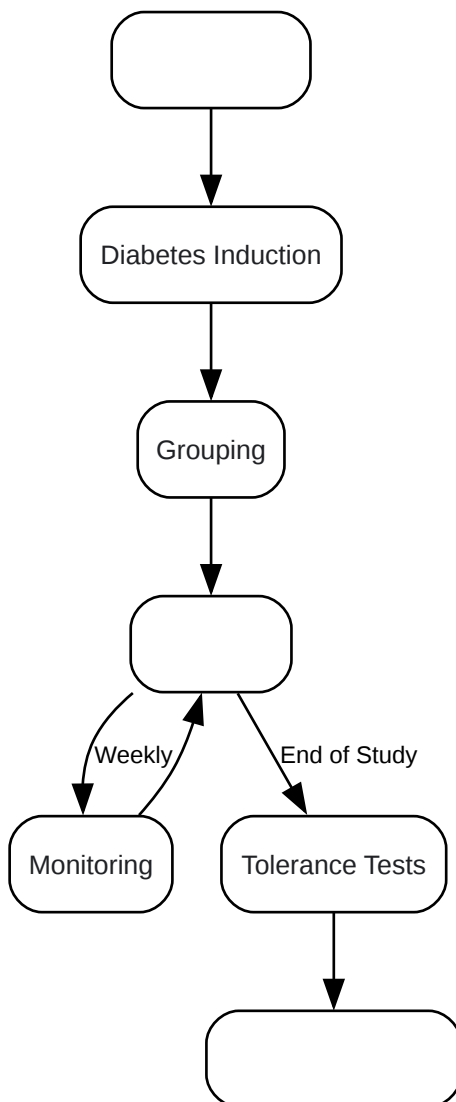 Diabetes Induction
Grouping
Weekly
End of Study
Monitoring
Tolerance Tests